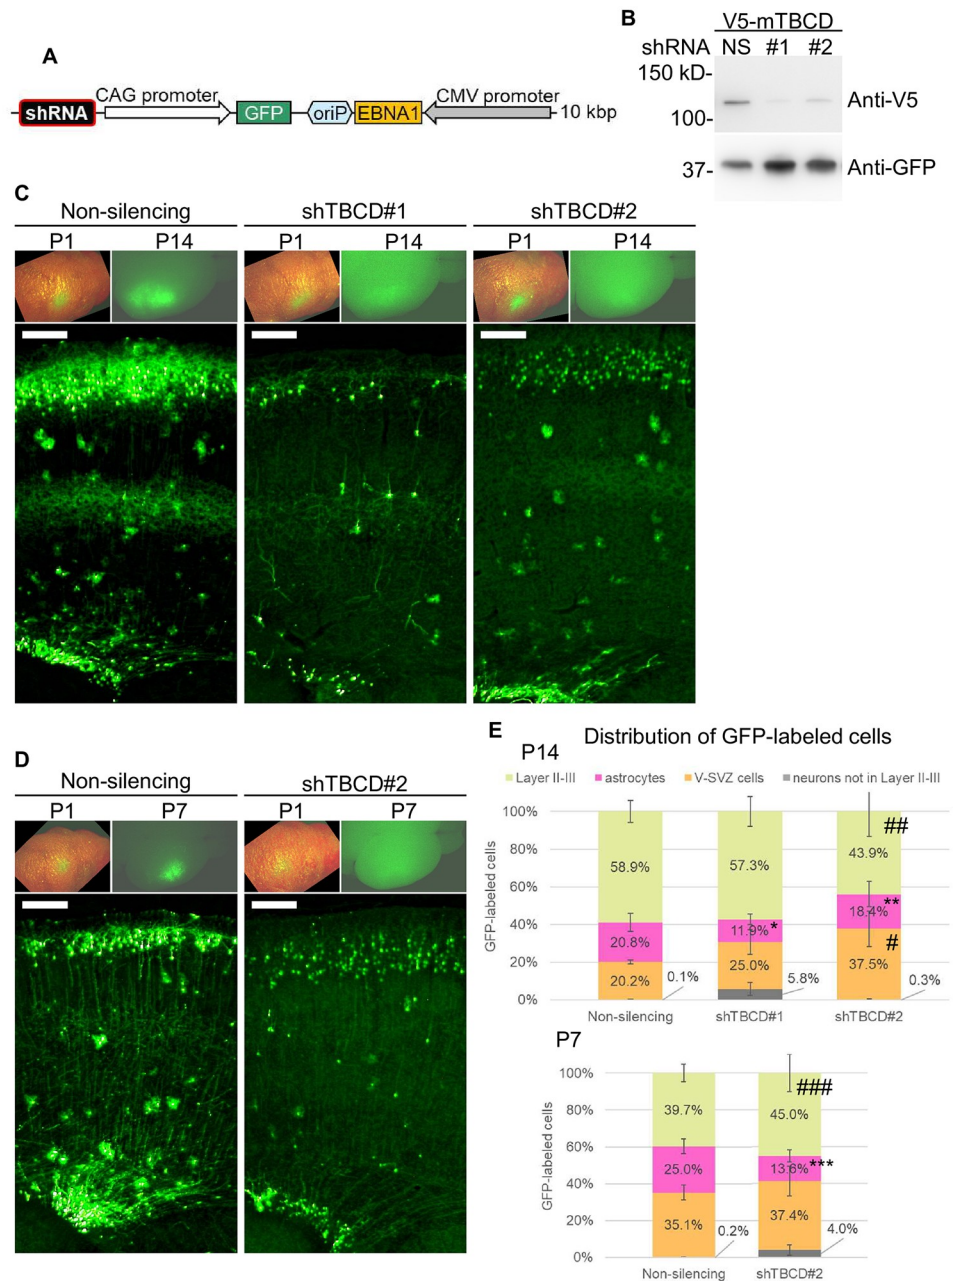 A
shRNA CAG promoter GFP oriP EBNA1 CMV promoter 10 kbp
B
V5-mTBCD
shRNA NS #1 #2
150 kD-
100-
Anti-V5
37-
Anti-GFP
C
Non-silencing shTBCD#1 shTBCD#2
P1 P14 P1 P14 P1 P14
D
Non-silencing shTBCD#2
P1 P7 P1 P7
E
Distribution of GFP-labeled cells
P14
Layer II-III astrocytes V-SVZ cells neurons not in Layer II-III
GFP-labeled cells
100%
80%
60%
40%
20%
0%
58.9% 57.3% 43.9% ##
20.8% 11.9% * 18.4% **
20.2% 25.0% 37.5% #
0.1% 5.8% 0.3%
Non-silencing shTBCD#1 shTBCD#2
P7
GFP-labeled cells
100%
80%
60%
40%
20%
0%
39.7% 45.0% ###
25.0% 13.6% ***
35.1% 37.4%
0.2% 4.0%
Non-silencing shTBCD#2